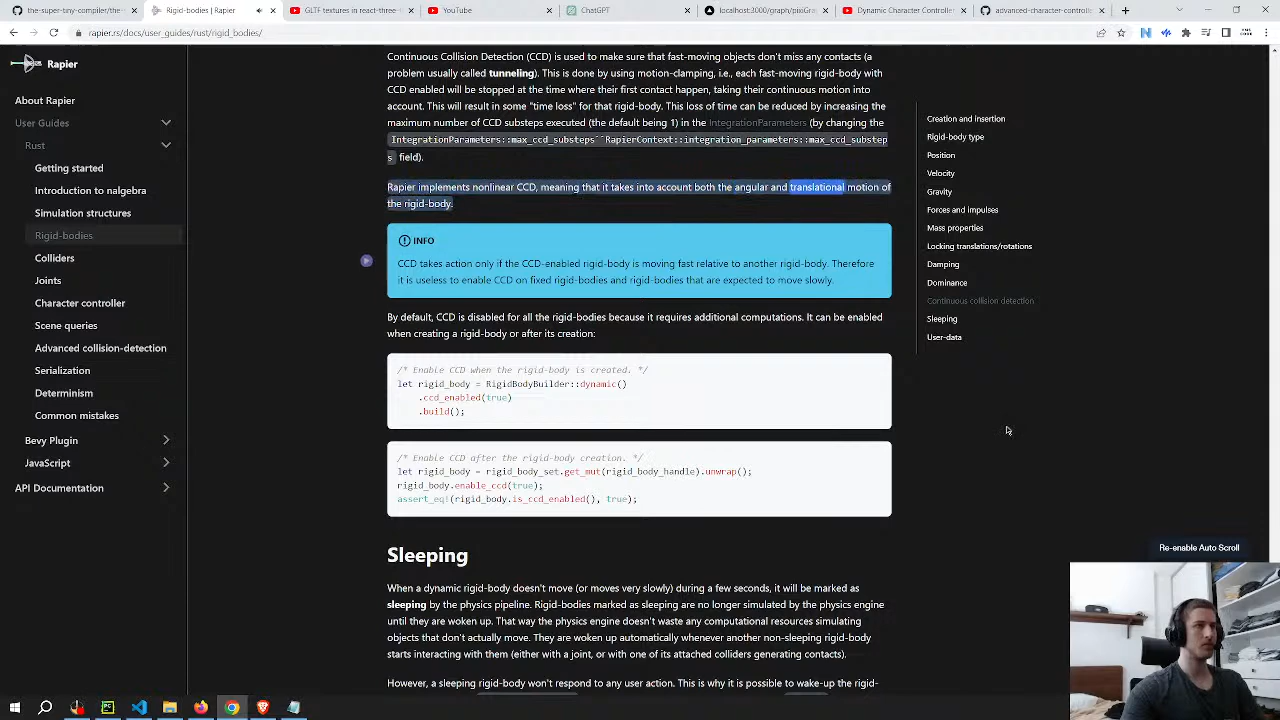 the-super-tiny-compiler/the
Rigid-bodies | Rapier
GLTF textures in react-three-
YouTube
ChatGPT
localhost:3000/graph/pixiGrap
Dynamic Character Controller
advanced-character-controlle
rapier.rs/docs/user_guides/rust/rigid_bodies/
Rapier
About Rapier
User Guides
Rust
Getting started
Introduction to nalgebra
Simulation structures
Rigid-bodies
Colliders
Joints
Character controller
Scene queries
Advanced collision-detection
Serialization
Determinism
Common mistakes
Bevy Plugin
JavaScript
API Documentation
Continuous Collision Detection (CCD) is used to make sure that fast-moving objects don't miss any contacts (a
problem usually called tunneling). This is done by using motion-clamping, i.e., each fast-moving rigid-body with
CCD enabled will be stopped at the time where their first contact happen, taking their continuous motion into
account. This will result in some "time loss" for that rigid-body. This loss of time can be reduced by increasing the
maximum number of CCD substeps executed (the default being 1) in the IntegrationParameters (by changing the
IntegrationParameters::max_ccd_substeps``RapierContext::integration_parameters::max_ccd_substep
s field).
Rapier implements nonlinear CCD, meaning that it takes into account both the angular and translational motion of
the rigid-body.
INFO
CCD takes action only if the CCD-enabled rigid-body is moving fast relative to another rigid-body. Therefore
it is useless to enable CCD on fixed rigid-bodies and rigid-bodies that are expected to move slowly.
By default, CCD is disabled for all the rigid-bodies because it requires additional computations. It can be enabled
when creating a rigid-body or after its creation:
/* Enable CCD when the rigid-body is created. */
let rigid_body = RigidBodyBuilder::dynamic()
.ccd_enabled(true)
.build();
/* Enable CCD after the rigid-body creation. */
let rigid_body = rigid_body_set.get_mut(rigid_body_handle).unwrap();
rigid_body.enable_ccd(true);
assert_eq!(rigid_body.is_ccd_enabled(), true);
Sleeping
When a dynamic rigid-body doesn't move (or moves very slowly) during a few seconds, it will be marked as
sleeping by the physics pipeline. Rigid-bodies marked as sleeping are no longer simulated by the physics engine
until they are woken up. That way the physics engine doesn't waste any computational resources simulating
objects that don't actually move. They are woken up automatically whenever another non-sleeping rigid-body
starts interacting with them (either with a joint, or with one of its attached colliders generating contacts).
However, a sleeping rigid-body won't respond to any user action. This is why it is possible to wake-up the rigid-
Creation and insertion
Rigid-body type
Position
Velocity
Gravity
Forces and impulses
Mass properties
Locking translations/rotations
Damping
Dominance
Continuous collision detection
Sleeping
User-data
Re-enable Auto Scroll